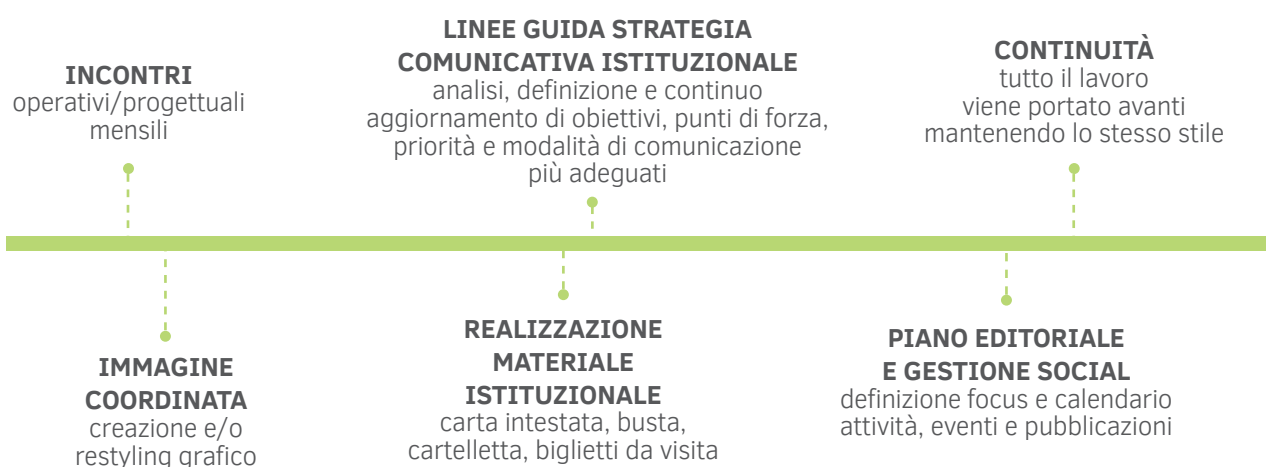 INCONTRI
operativi/progettuali
mensili
LINEE GUIDA STRATEGIA
COMUNICATIVA ISTITUZIONALE
analisi, definizione e continuo
aggiornamento di obiettivi, punti di forza,
priorità e modalità di comunicazione
più adeguati
CONTINUITÀ
tutto il lavoro
viene portato avanti
mantenendo lo stesso stile
IMMAGINE
COORDINATA
creazione e/o
restyling grafico
REALIZZAZIONE
MATERIALE
ISTITUZIONALE
carta intestata, busta,
cartelletta, biglietti da visita
PIANO EDITORIALE
E GESTIONE SOCIAL
definizione focus e calendario
attività, eventi e pubblicazioni